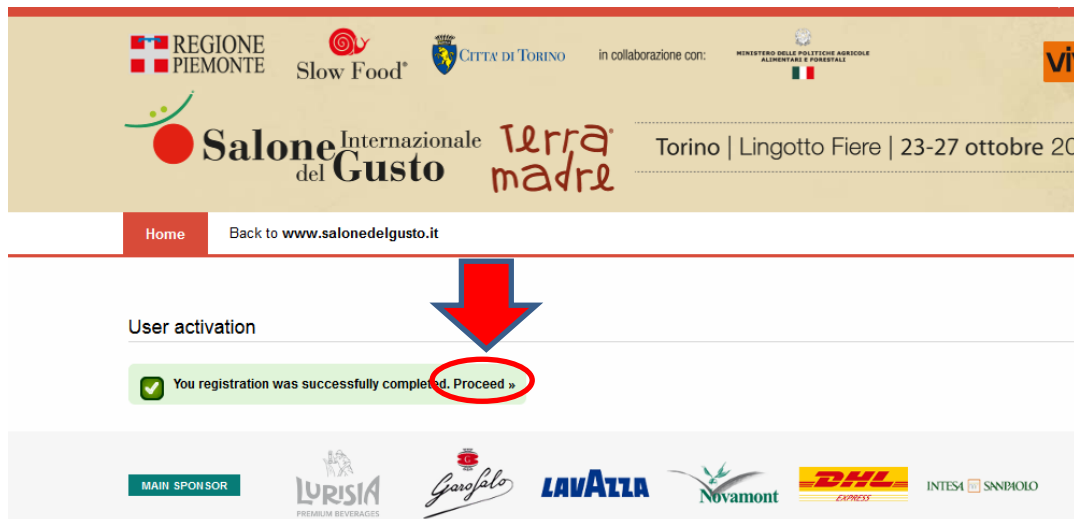 REGIONE
PIEMONTE
Slow Food®
CITTA' DI TORINO
in collaborazione con:
MINISTERO DELLE POLITICHE AGRICOLE
ALIMENTARI E FORESTALI
Salone Internazionale
del Gusto
Terra
madre
Torino | Lingotto Fiere | 23-27 ottobre 20
Home
Back to www.salonedelgusto.it
User activation
You registration was successfully completed. Proceed »
MAIN SPONSOR
LURISIA
PREMIUM BEVERAGES
G
Garofalo
LAVAZZA
Novamont
DHL
EXPRESS
INTESA SANPAOLO